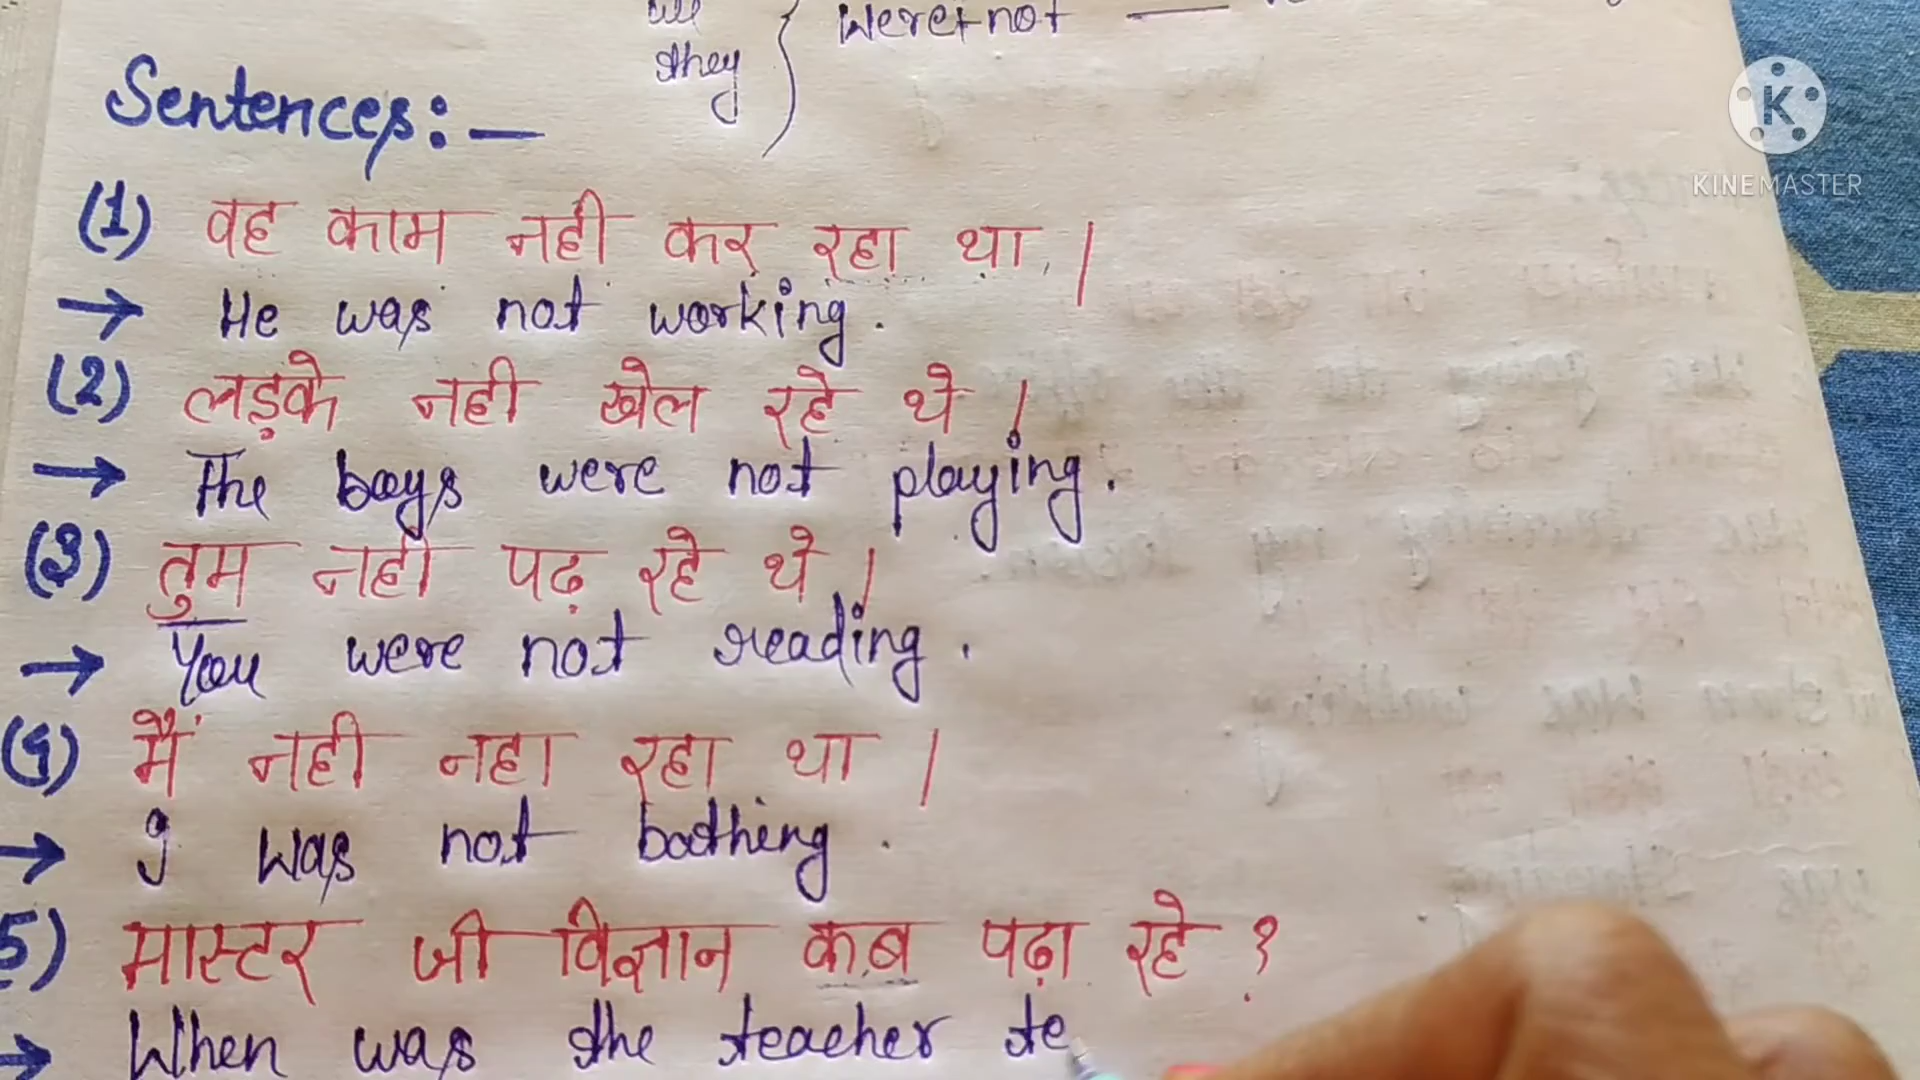 we
they } were+not —
Sentences:—
(1) वह काम नही कर रहा था।
→ He was not working.
(2) लड़के नही खेल रहे थे।
→ The boys were not playing.
(3) तुम नही पढ़ रहे थे।
→ You were not reading.
(4) मैं नही नहा रहा था।
→ I was not bathing.
5) मास्टर जी विज्ञान कब पढ़ा रहे?
→ When was the teacher te
KINEMASTER